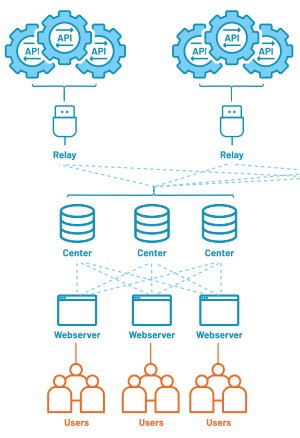 API
API API
API
API API
Relay Relay
Center Center Center
Webserver Webserver Webserver
Users Users Users